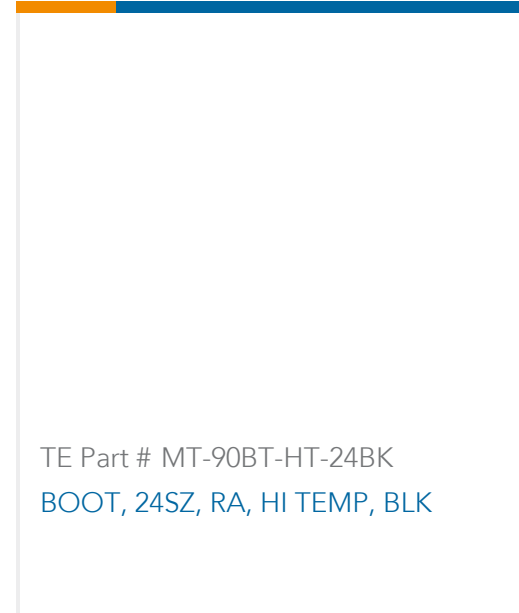 TE Part # MT-90BT-HT-24BK
BOOT, 24SZ, RA, HI TEMP, BLK